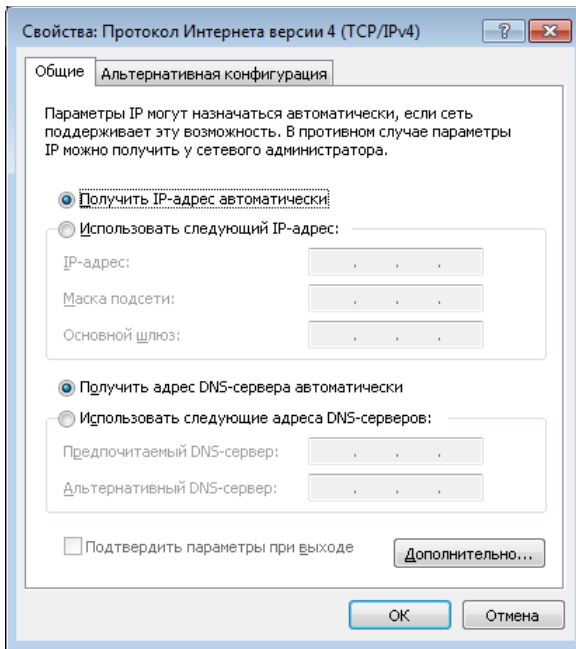 Свойства: Протокол Интернета версии 4 (TCP/IPv4)
Общие Альтернативная конфигурация
Параметры IP могут назначаться автоматически, если сеть
поддерживает эту возможность. В противном случае параметры
IP можно получить у сетевого администратора.
Получить IP-адрес автоматически
Использовать следующий IP-адрес:
IP-адрес:
Маска подсети:
Основной шлюз:
Получить адрес DNS-сервера автоматически
Использовать следующие адреса DNS-серверов:
Предпочитаемый DNS-сервер:
Альтернативный DNS-сервер:
Подтвердить параметры при выходе
Дополнительно...
ОК Отмена